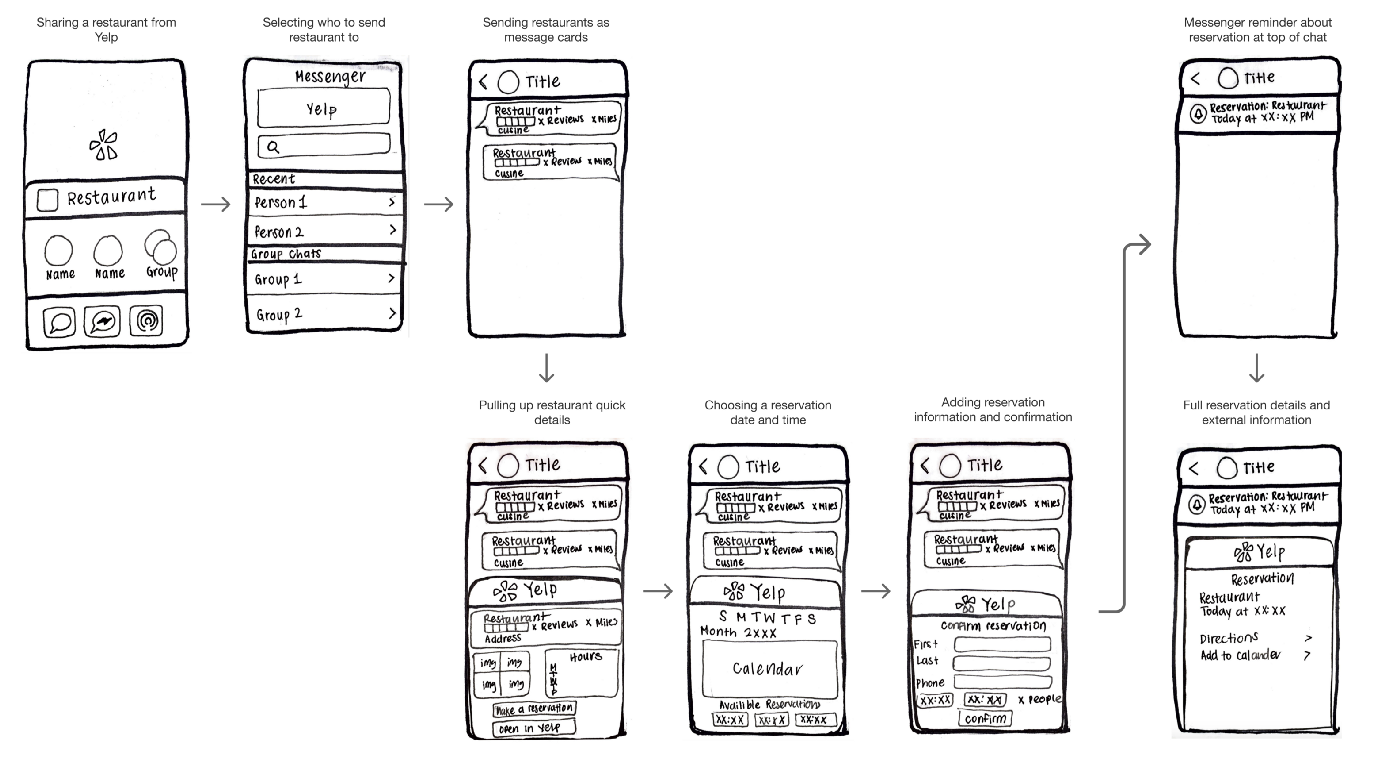 Sharing a restaurant from
Yelp
Restaurant
Name Name Group
Selecting who to send
restaurant to
Messenger
Yelp
Recent
Person 1 >
Person 2 >
Group Chats
Group 1 >
Group 2 >
Sending restaurants as
message cards
< Title
Restaurant
x Reviews x Miles
cusine
Restaurant
x Reviews x Miles
cusine
Pulling up restaurant quick
details
< Title
Restaurant
x Reviews x Miles
cusine
Restaurant
x Reviews x Miles
cusine
Yelp
Restaurant
x Reviews x Miles
Address
img img
img img
Hours
M
T
W
T
F
Make a reservation
open in Yelp
Choosing a reservation
date and time
< Title
Restaurant
x Reviews x Miles
cusine
Restaurant
x Reviews x Miles
cusine
Yelp
S M T W T F S
Month 2xxx
Calendar
Availible Reservations
xx:xx xx:xx xx:xx
Adding reservation
information and confirmation
< Title
Restaurant
x Reviews x Miles
cusine
Restaurant
x Reviews x Miles
cusine
Yelp
confirm reservation
First
Last
Phone
xx:xx xx:xx x people
confirm
Messenger reminder about
reservation at top of chat
< Title
Reservation: Restaurant
Today at xx:xx PM
Full reservation details and
external information
< Title
Reservation: Restaurant
Today at xx:xx PM
Yelp
Reservation
Restaurant
Today at xx:xx
Directions >
Add to Calander >